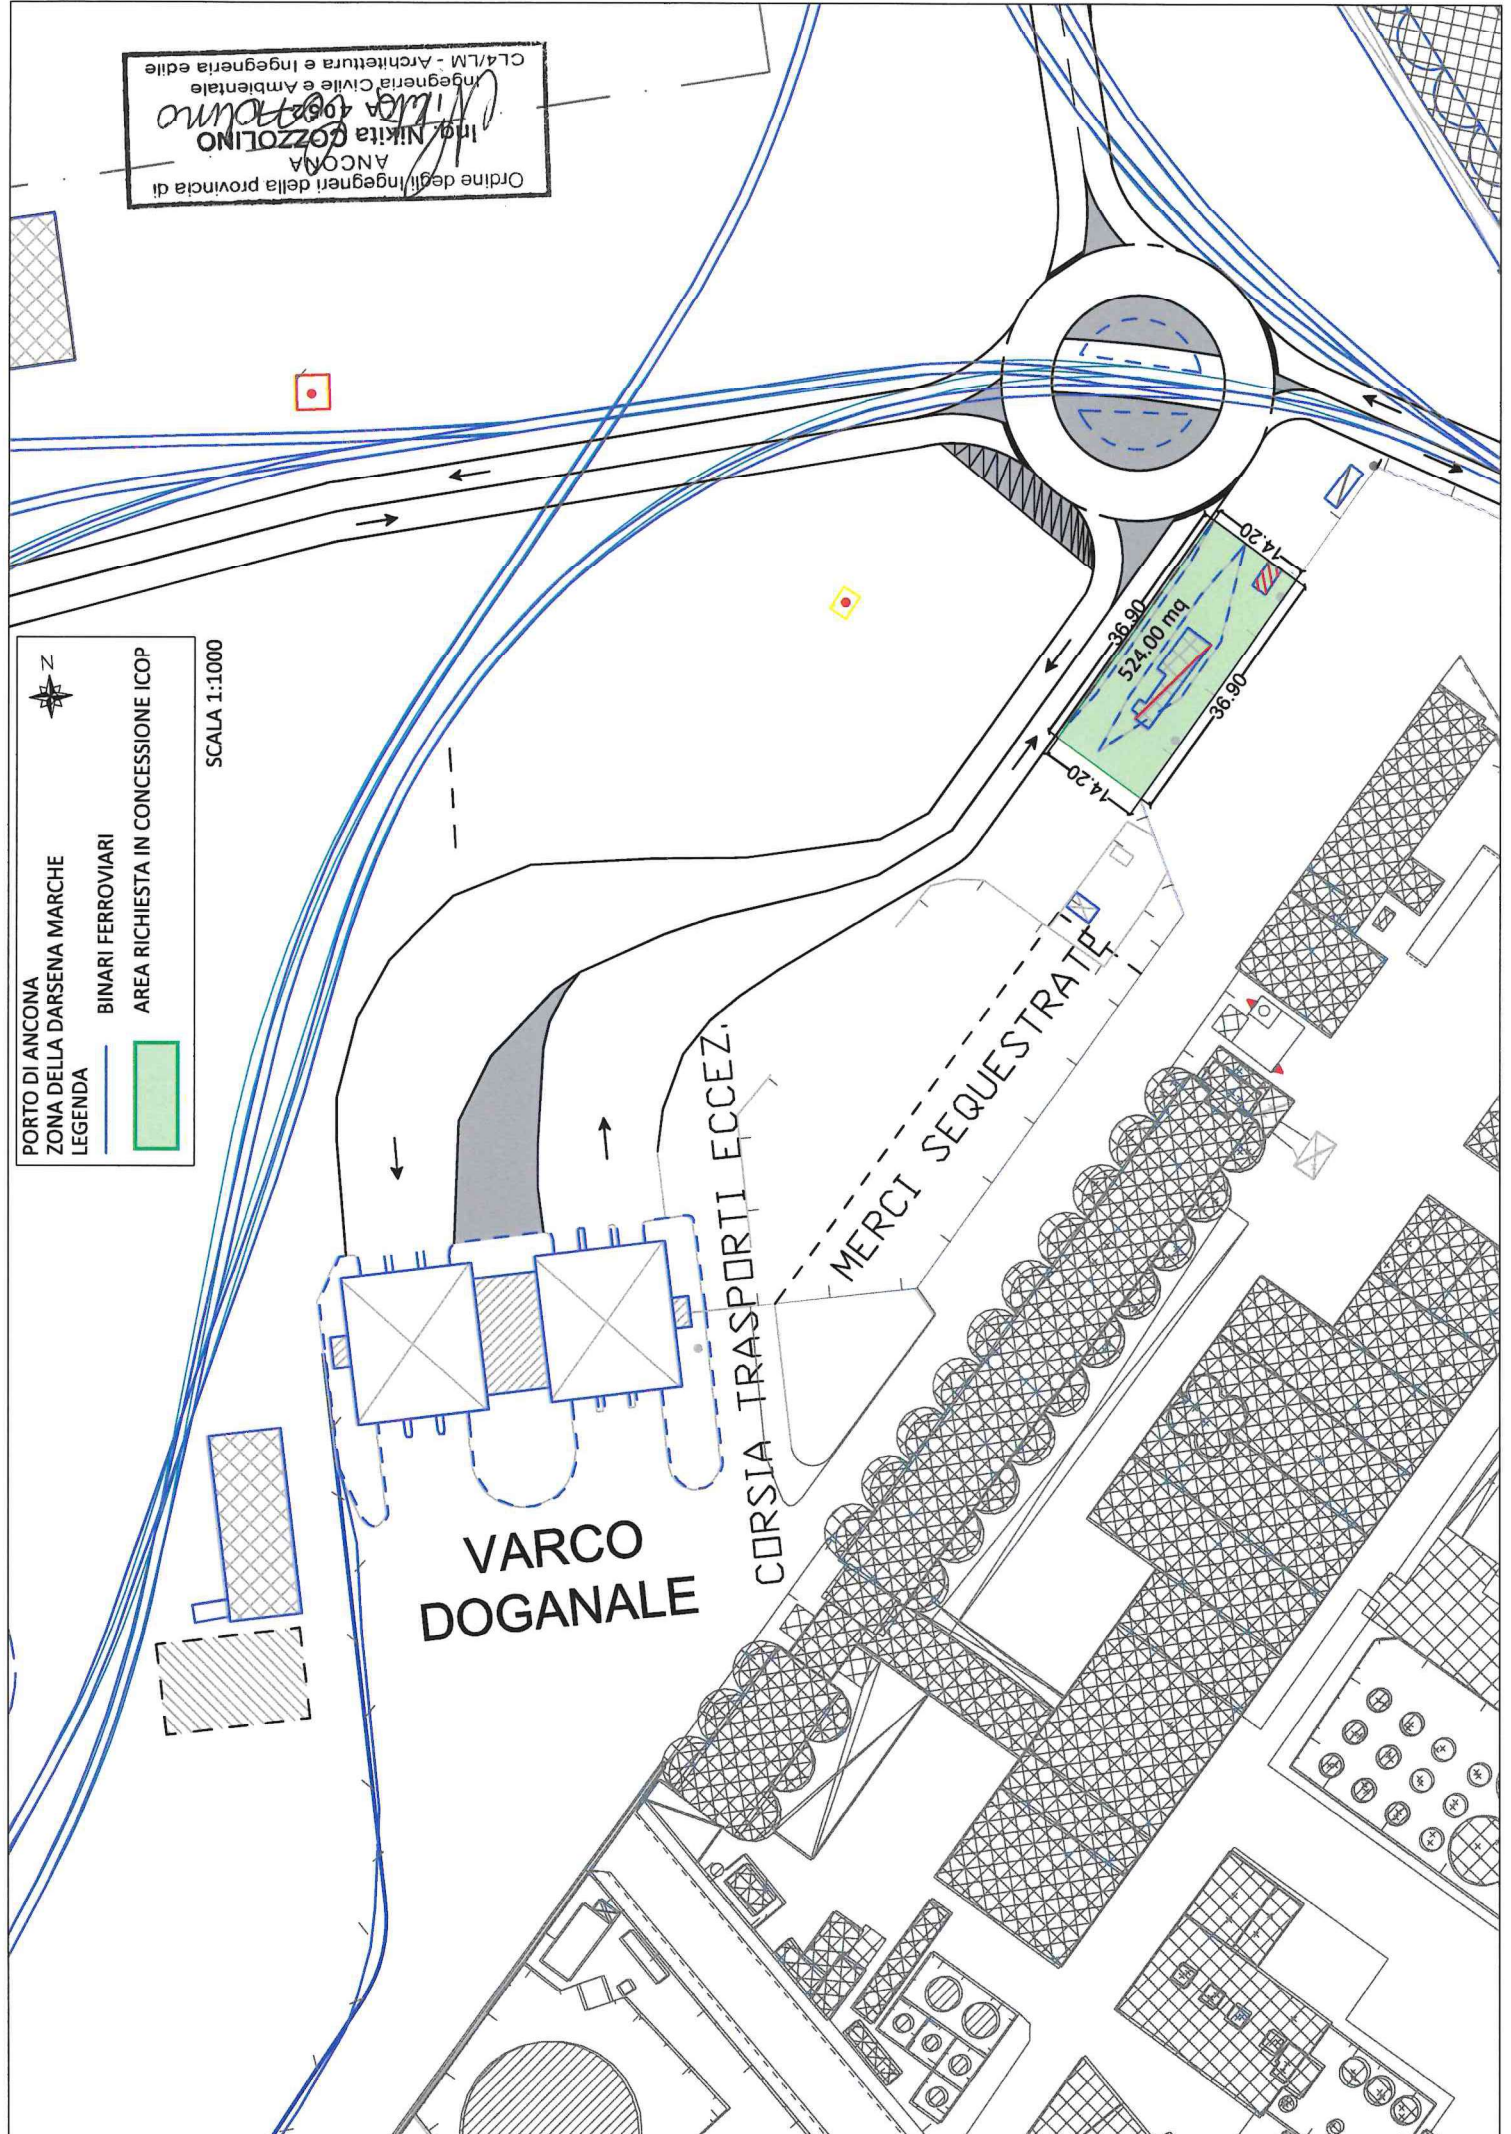 Ordine degli Ingegneri della provincia di
ANCONA
Ing. Nikita COZZOLINO
A 4052
Ingegneria Civile e Ambientale
CL4/LM - Architettura e Ingegneria edile
PORTO DI ANCONA
ZONA DELLA DARSENA MARCHE
LEGENDA
N
BINARI FERROVIARI
AREA RICHIESTA IN CONCESSIONE ICOP
SCALA 1:1000
14.20
36.90
524.00 mq
36.90
14.20
CORSIA TRASPORTI ECCEZ.
MERCI SEQUESTRATE
VARCO
DOGANALE